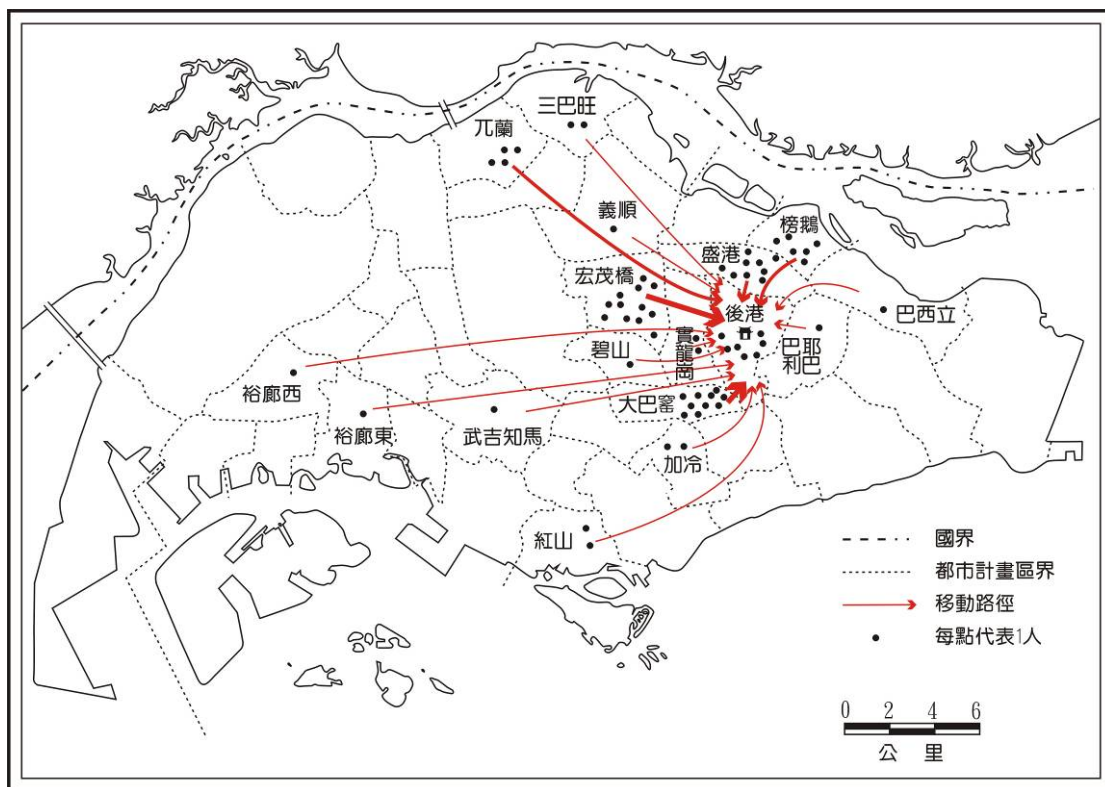 三巴旺
兀蘭
義順
榜鵝
盛港
宏茂橋
後港
巴西立
實龍崗
巴耶
利巴
碧山
裕廊西
大巴窰
裕廊東
武吉知馬
加冷
紅山
國界
都市計畫區界
移動路徑
每點代表1人
0 2 4 6
公 里